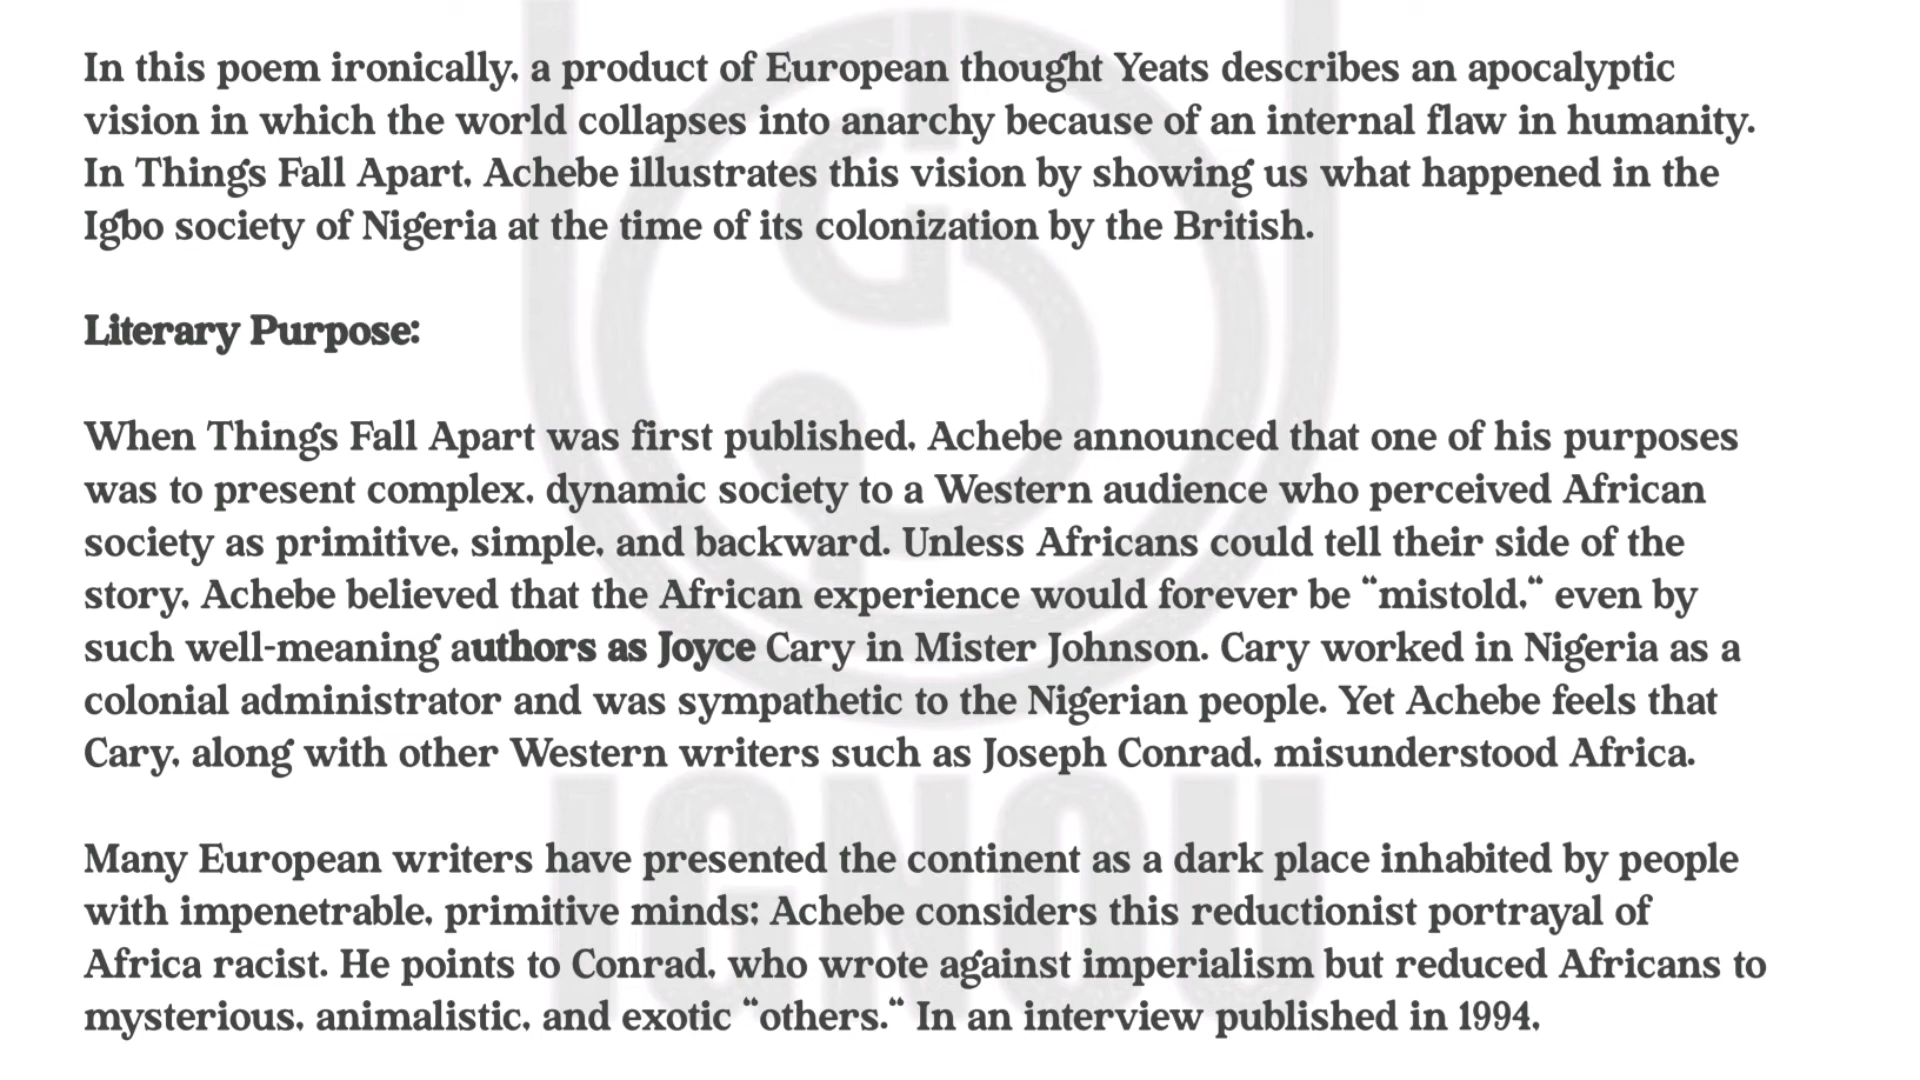 In this poem ironically, a product of European thought Yeats describes an apocalyptic
vision in which the world collapses into anarchy because of an internal flaw in humanity.
In Things Fall Apart, Achebe illustrates this vision by showing us what happened in the
Igbo society of Nigeria at the time of its colonization by the British.
Literary Purpose:
When Things Fall Apart was first published, Achebe announced that one of his purposes
was to present complex, dynamic society to a Western audience who perceived African
society as primitive, simple, and backward. Unless Africans could tell their side of the
story, Achebe believed that the African experience would forever be “mistold,“ even by
such well-meaning authors as Joyce Cary in Mister Johnson. Cary worked in Nigeria as a
colonial administrator and was sympathetic to the Nigerian people. Yet Achebe feels that
Cary, along with other Western writers such as Joseph Conrad, misunderstood Africa.
Many European writers have presented the continent as a dark place inhabited by people
with impenetrable, primitive minds; Achebe considers this reductionist portrayal of
Africa racist. He points to Conrad, who wrote against imperialism but reduced Africans to
mysterious, animalistic, and exotic “others.“ In an interview published in 1994,
IGNOU